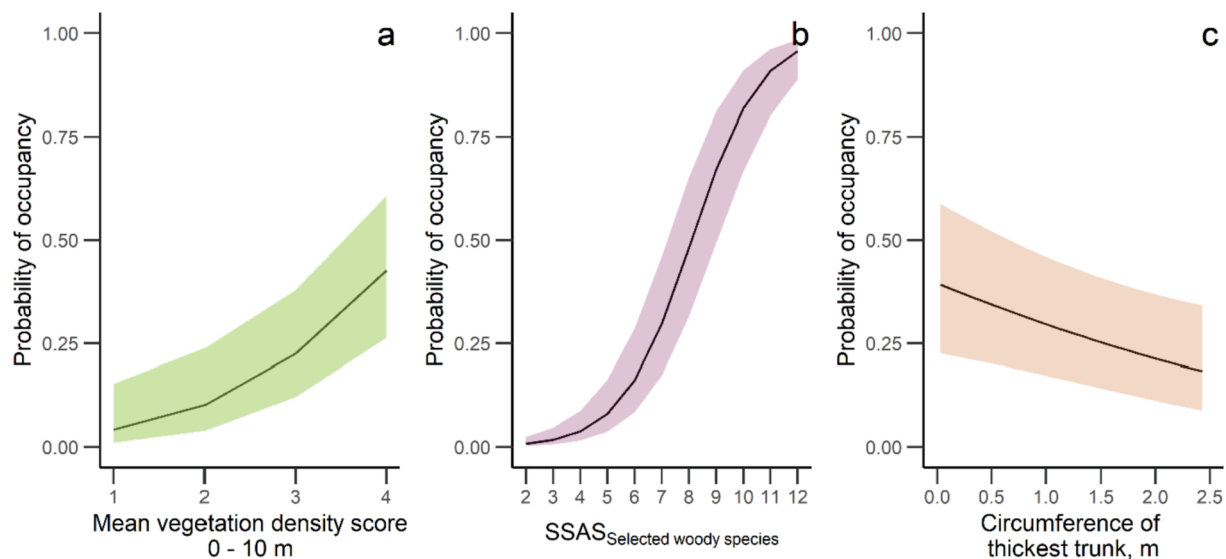 a
Probability of occupancy
1.00
0.75
0.50
0.25
0.00
1 2 3 4
Mean vegetation density score
0 - 10 m
b
Probability of occupancy
1.00
0.75
0.50
0.25
0.00
2 3 4 5 6 7 8 9 10 11 12
SSAS Selected woody species
c
Probability of occupancy
1.00
0.75
0.50
0.25
0.00
0.0 0.5 1.0 1.5 2.0 2.5
Circumference of
thickest trunk, m